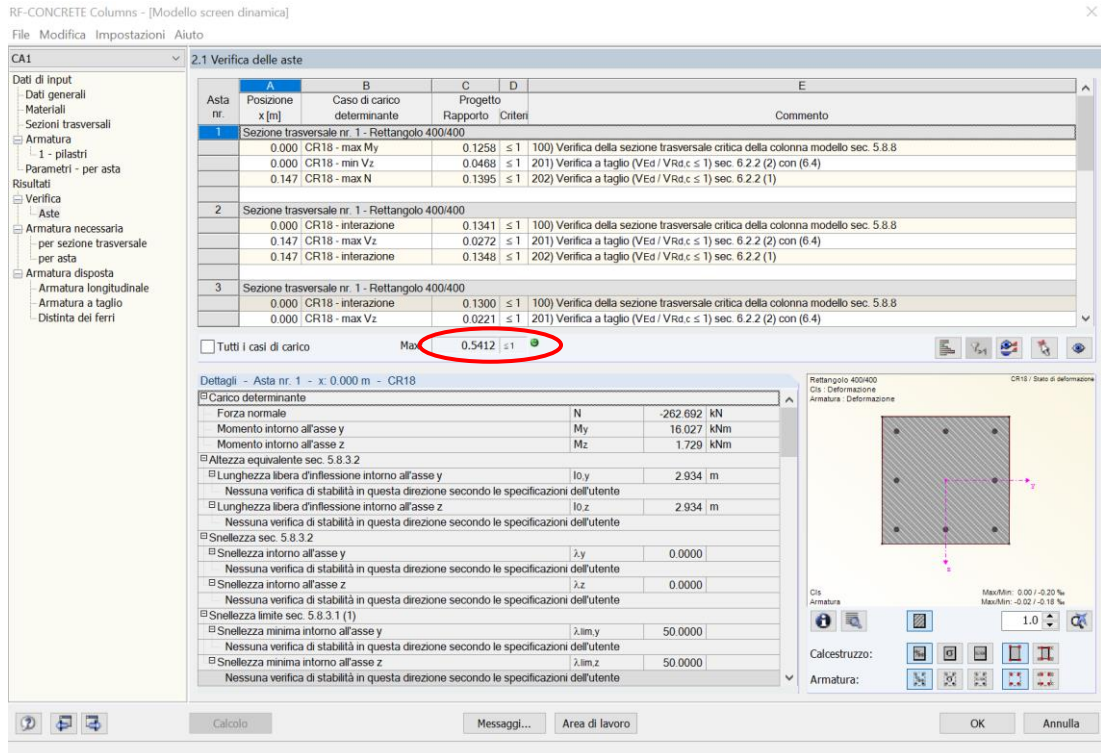 RF-CONCRETE Columns - [Modello screen dinamica]
File Modifica Impostazioni Aiuto
CA1
Dati di input
Dati generali
Materiali
Sezioni trasversali
Armatura
1 - pilastri
Parametri - per asta
Risultati
Verifica
Aste
Armatura necessaria
per sezione trasversale
per asta
Armatura disposta
Armatura longitudinale
Armatura a taglio
Distinta dei ferri
2.1 Verifica delle aste
A B C D E
Asta Posizione Caso di carico Progetto
nr. x [m] determinante Rapporto Criteri Commento
1 Sezione trasversale nr. 1 - Rettangolo 400/400
0.000 CR18 - max My 0.1258 ≤ 1 100) Verifica della sezione trasversale critica della colonna modello sec. 5.8.8
0.000 CR18 - min Vz 0.0468 ≤ 1 201) Verifica a taglio (VEd / VRd,c ≤ 1) sec. 6.2.2 (2) con (6.4)
0.147 CR18 - max N 0.1395 ≤ 1 202) Verifica a taglio (VEd / VRd,c ≤ 1) sec. 6.2.2 (1)
2 Sezione trasversale nr. 1 - Rettangolo 400/400
0.000 CR18 - interazione 0.1341 ≤ 1 100) Verifica della sezione trasversale critica della colonna modello sec. 5.8.8
0.147 CR18 - max Vz 0.0272 ≤ 1 201) Verifica a taglio (VEd / VRd,c ≤ 1) sec. 6.2.2 (2) con (6.4)
0.147 CR18 - interazione 0.1348 ≤ 1 202) Verifica a taglio (VEd / VRd,c ≤ 1) sec. 6.2.2 (1)
3 Sezione trasversale nr. 1 - Rettangolo 400/400
0.000 CR18 - interazione 0.1300 ≤ 1 100) Verifica della sezione trasversale critica della colonna modello sec. 5.8.8
0.000 CR18 - max Vz 0.0221 ≤ 1 201) Verifica a taglio (VEd / VRd,c ≤ 1) sec. 6.2.2 (2) con (6.4)
Tutti i casi di carico Max 0.5412 ≤1
Dettagli - Asta nr. 1 - x: 0.000 m - CR18
Carico determinante
Forza normale N -262.692 kN
Momento intorno all'asse y My 16.027 kNm
Momento intorno all'asse z Mz 1.729 kNm
Altezza equivalente sec. 5.8.3.2
Lunghezza libera d'inflessione intorno all'asse y l0,y 2.934 m
Nessuna verifica di stabilità in questa direzione secondo le specificazioni dell'utente
Lunghezza libera d'inflessione intorno all'asse z l0,z 2.934 m
Nessuna verifica di stabilità in questa direzione secondo le specificazioni dell'utente
Snellezza sec. 5.8.3.2
Snellezza intorno all'asse y λy 0.0000
Nessuna verifica di stabilità in questa direzione secondo le specificazioni dell'utente
Snellezza intorno all'asse z λz 0.0000
Nessuna verifica di stabilità in questa direzione secondo le specificazioni dell'utente
Snellezza limite sec. 5.8.3.1 (1)
Snellezza minima intorno all'asse y λlim,y 50.0000
Nessuna verifica di stabilità in questa direzione secondo le specificazioni dell'utente
Snellezza minima intorno all'asse z λlim,z 50.0000
Nessuna verifica di stabilità in questa direzione secondo le specificazioni dell'utente
Rettangolo 400/400 CR18 / Stato di deformazione
Cls : Deformazione
Armatura : Deformazione
y
z
Cls Max/Min: 0.00 / -0.20 ‰
Armatura Max/Min: -0.02 / -0.18 ‰
1.0
Calcestruzzo:
Armatura:
Calcolo Messaggi... Area di lavoro OK Annulla